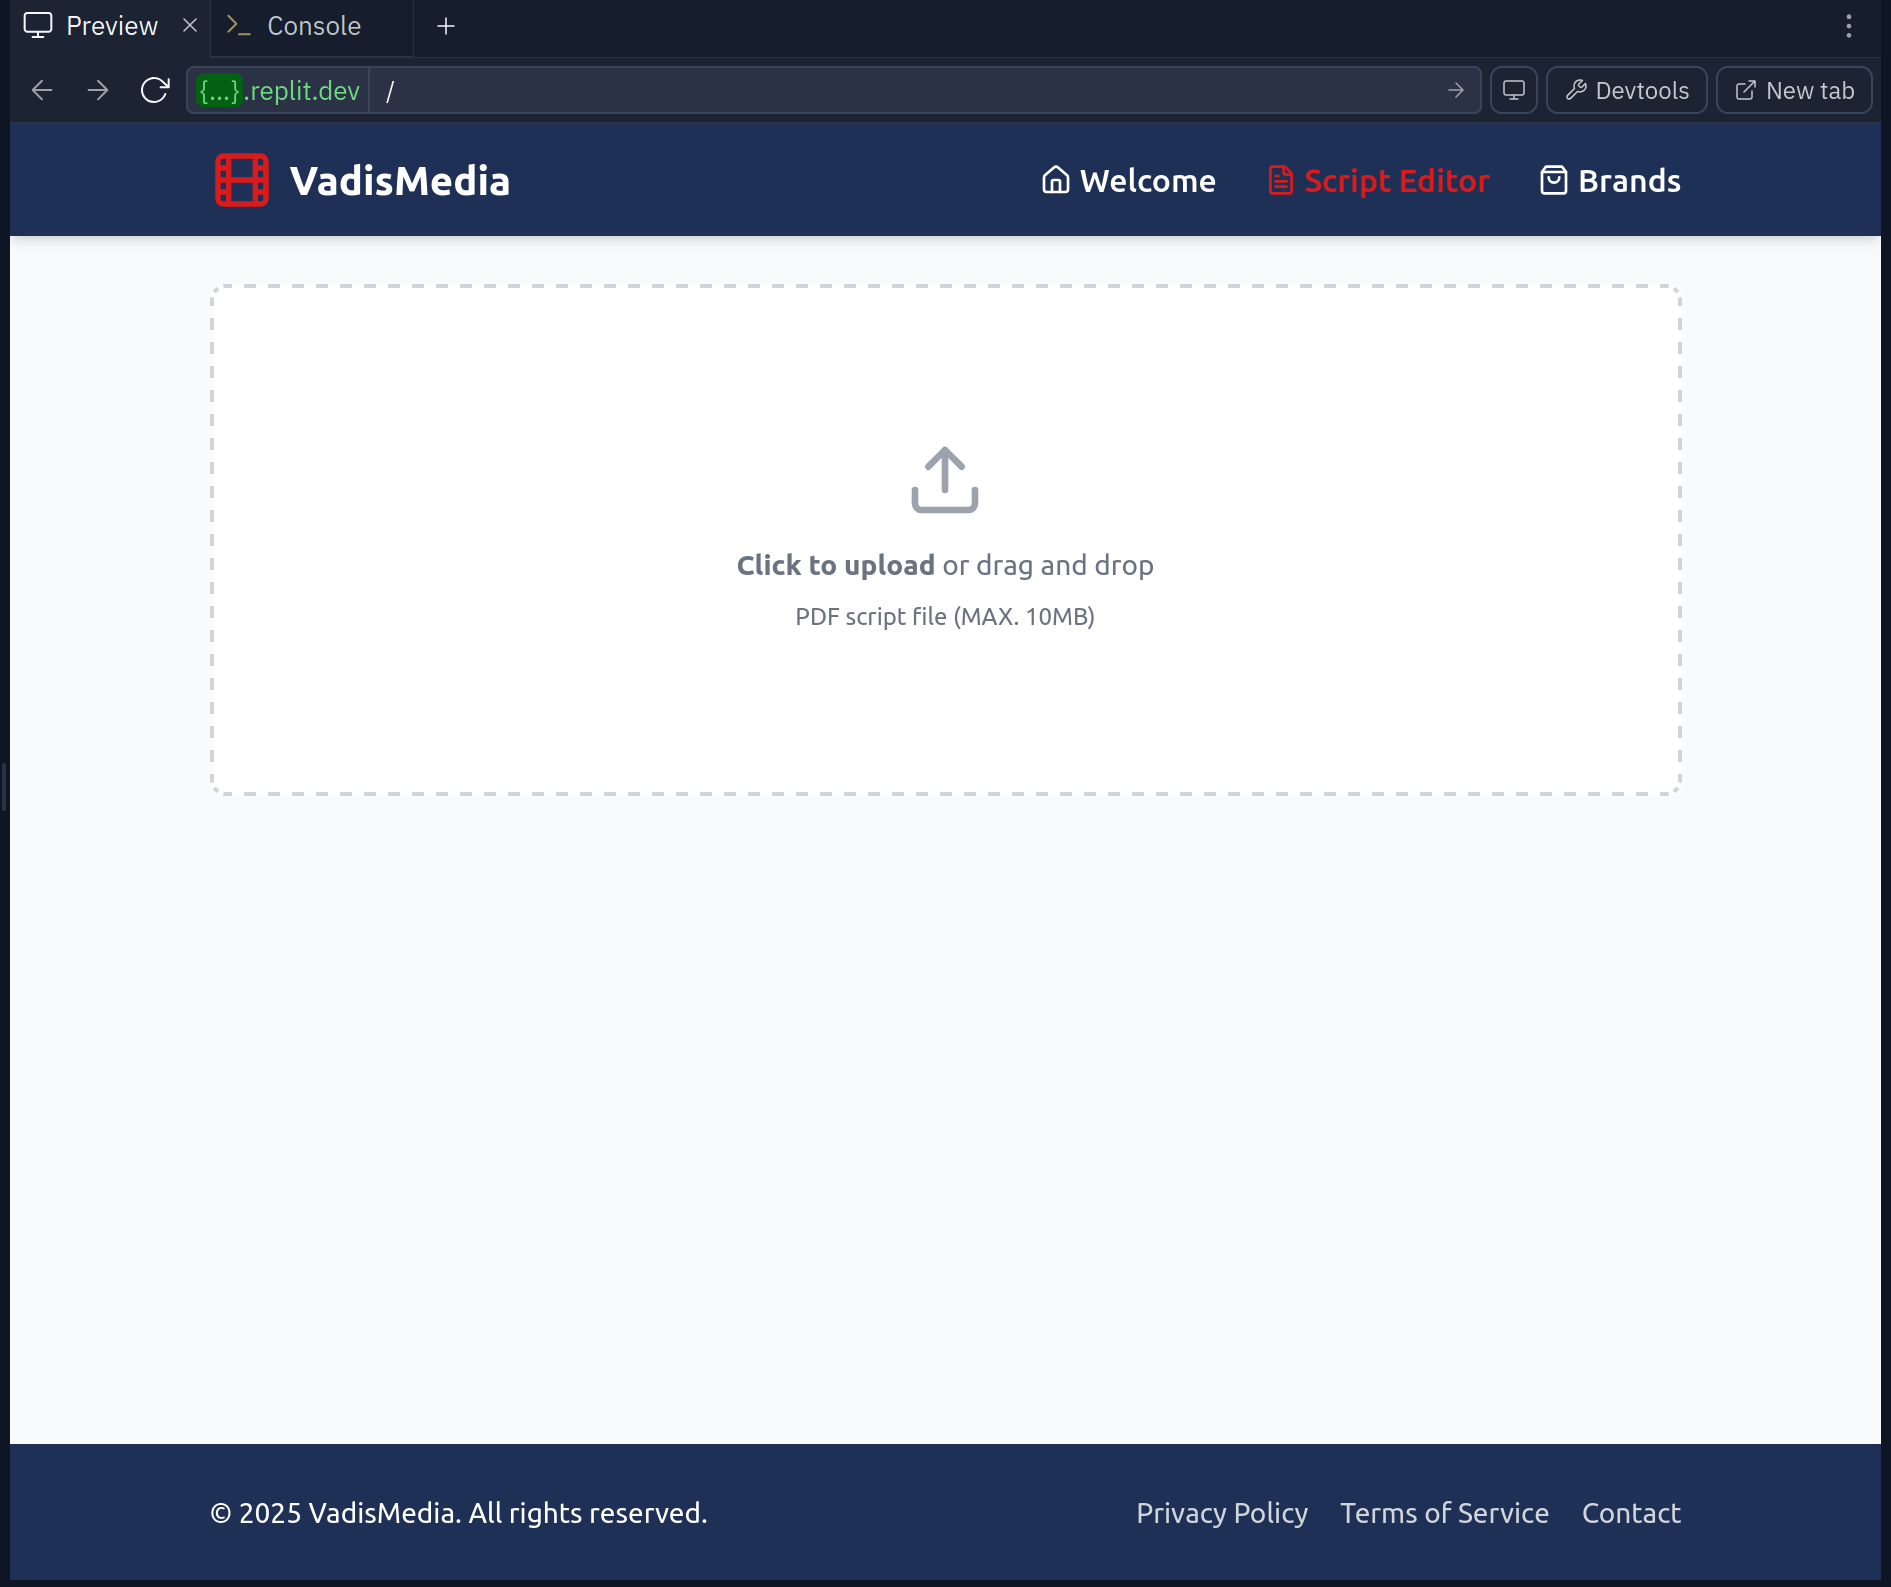 Preview
Console
{...}.replit.dev /
Devtools
New tab
VadisMedia
Welcome
Script Editor
Brands
Click to upload or drag and drop
PDF script file (MAX. 10MB)
© 2025 VadisMedia. All rights reserved.
Privacy Policy
Terms of Service
Contact